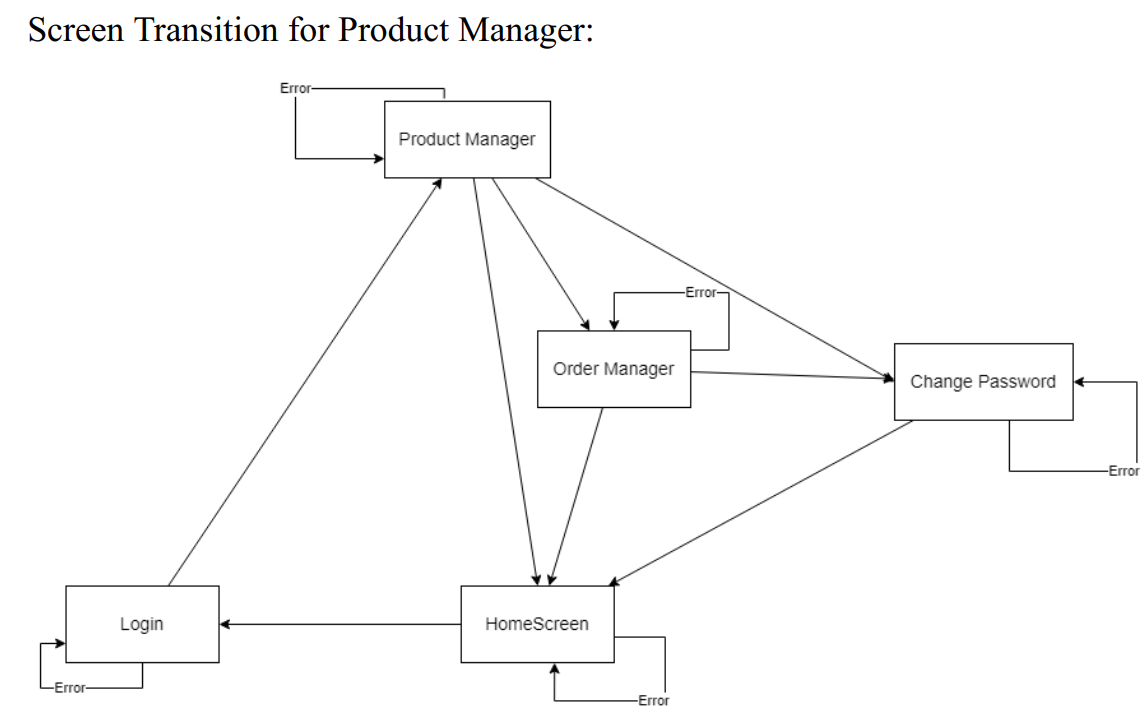 Screen Transition for Product Manager:
Error
Product Manager
Error
Order Manager
Change Password
Error
Login
HomeScreen
Error
Error